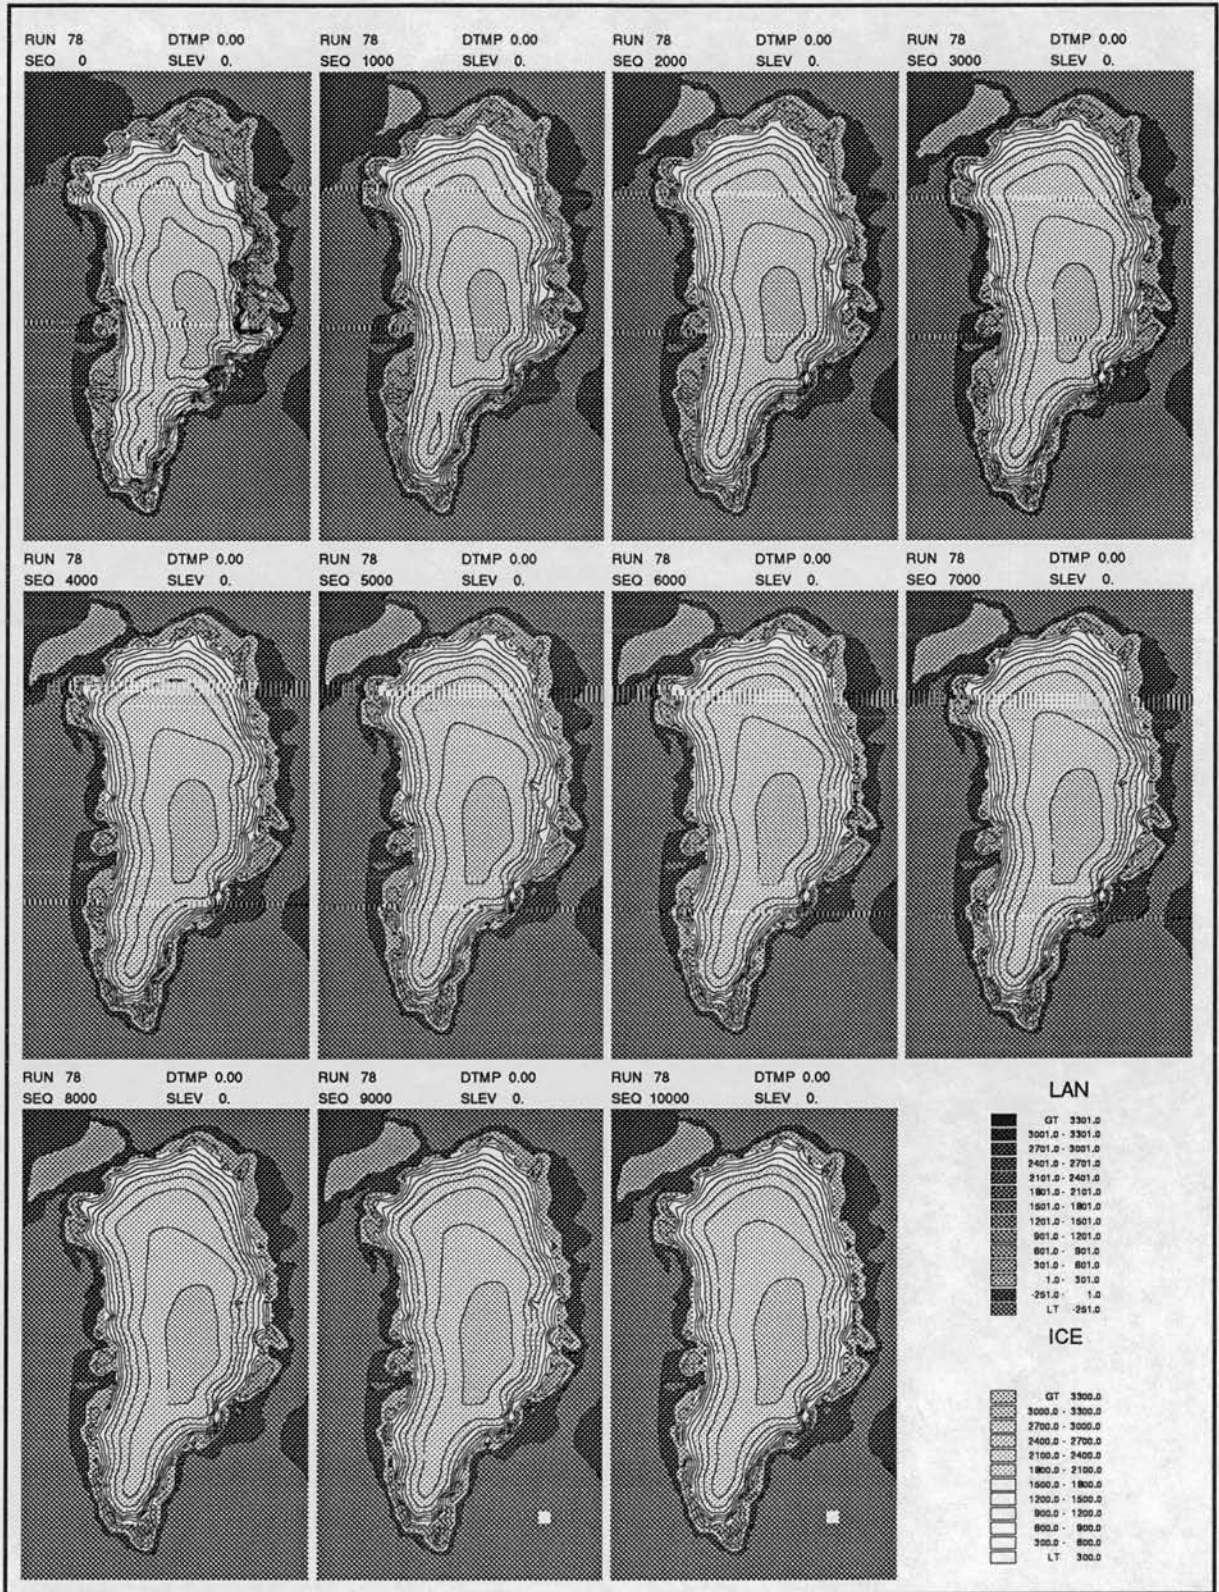 RUN 78 DTMP 0.00
SEQ 0 SLEV 0.
RUN 78 DTMP 0.00
SEQ 1000 SLEV 0.
RUN 78 DTMP 0.00
SEQ 2000 SLEV 0.
RUN 78 DTMP 0.00
SEQ 3000 SLEV 0.
RUN 78 DTMP 0.00
SEQ 4000 SLEV 0.
RUN 78 DTMP 0.00
SEQ 5000 SLEV 0.
RUN 78 DTMP 0.00
SEQ 6000 SLEV 0.
RUN 78 DTMP 0.00
SEQ 7000 SLEV 0.
RUN 78 DTMP 0.00
SEQ 8000 SLEV 0.
RUN 78 DTMP 0.00
SEQ 9000 SLEV 0.
RUN 78 DTMP 0.00
SEQ 10000 SLEV 0.
LAN
GT 3301.0
3001.0 - 3301.0
2701.0 - 3001.0
2401.0 - 2701.0
2101.0 - 2401.0
1801.0 - 2101.0
1501.0 - 1801.0
1201.0 - 1501.0
901.0 - 1201.0
601.0 - 901.0
301.0 - 601.0
1.0 - 301.0
-251.0 - 1.0
LT -251.0
ICE
GT 3300.0
3000.0 - 3300.0
2700.0 - 3000.0
2400.0 - 2700.0
2100.0 - 2400.0
1800.0 - 2100.0
1500.0 - 1800.0
1200.0 - 1500.0
900.0 - 1200.0
600.0 - 900.0
300.0 - 600.0
LT 300.0